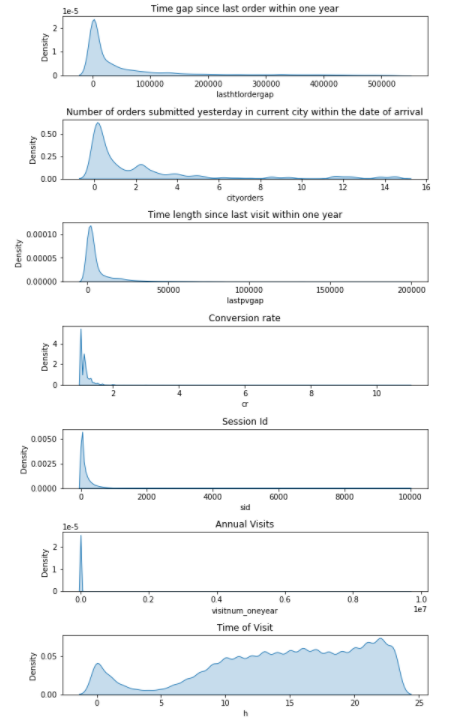 Time gap since last order within one year
1e-5
2
1
0
Density
0 100000 200000 300000 400000 500000
lasthtlordergap
Number of orders submitted yesterday in current city within the date of arrival
0.50
0.25
0.00
Density
0 2 4 6 8 10 12 14 16
cityorders
Time length since last visit within one year
0.00010
0.00005
0.00000
Density
0 50000 100000 150000 200000
lastpvgap
Conversion rate
4
2
0
Density
2 4 6 8 10
cr
Session Id
0.0050
0.0025
0.0000
Density
0 2000 4000 6000 8000 10000
sid
Annual Visits
1e-5
2
1
0
Density
0.0 0.2 0.4 0.6 0.8 1.0
1e7
visitnum_oneyear
Time of Visit
0.05
0.00
Density
0 5 10 15 20 25
h